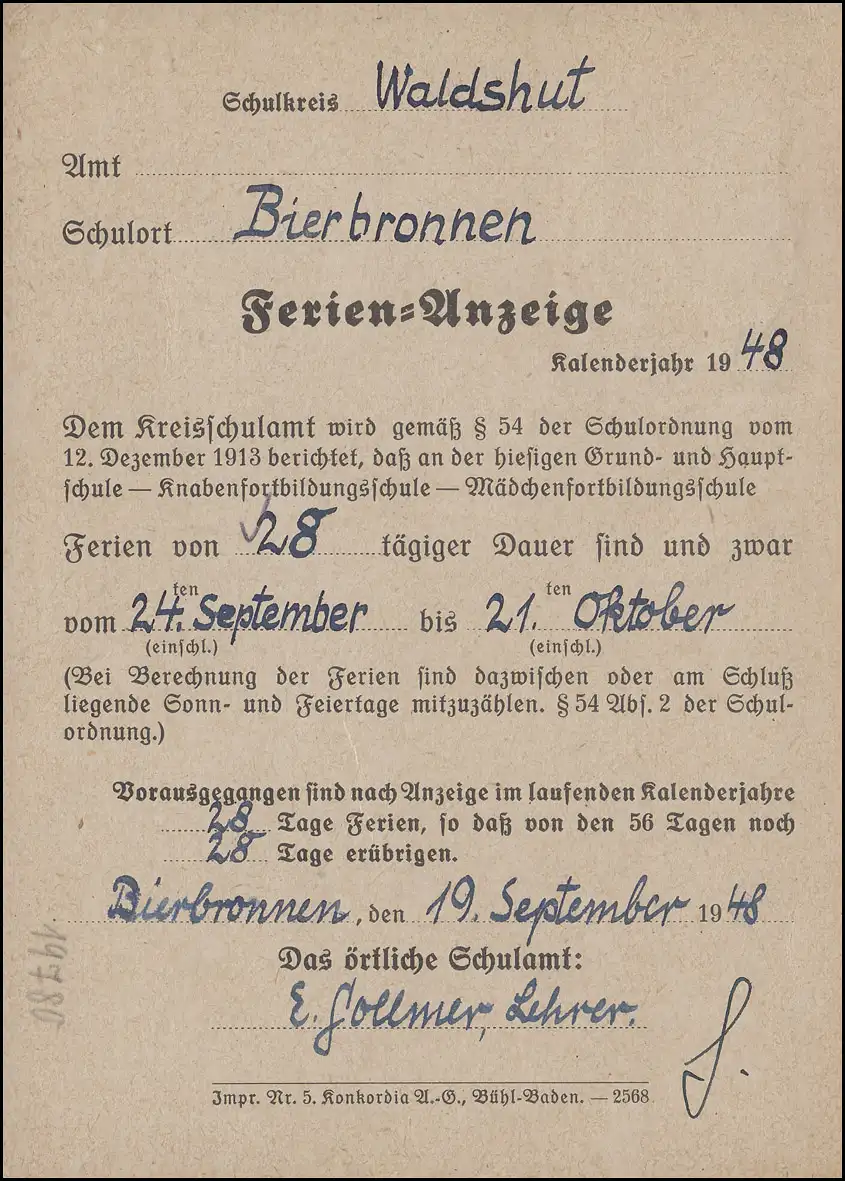 Schulkreis Waldshut
Amt
Schulort Bierbronnen
Ferien-Anzeige
Kalenderjahr 1948
Dem Kreisschulamt wird gemäß § 54 der Schulordnung vom
12. Dezember 1913 berichtet, daß an der hiesigen Grund- und Haupt-
schule — Knabenfortbildungsschule — Mädchenfortbildungsschule
Ferien von 28 tägiger Dauer sind und zwar
vom 24.ten September bis 21.ten Oktober
(einschl.) (einschl.)
(Bei Berechnung der Ferien sind dazwischen oder am Schluß
liegende Sonn- und Feiertage mitzuzählen. § 54 Abs. 2 der Schul-
ordnung.)
Vorausgegangen sind nach Anzeige im laufenden Kalenderjahre
28 Tage Ferien, so daß von den 56 Tagen noch
28 Tage erübrigen.
Bierbronnen, den 19. September 1948
Das örtliche Schulamt:
E. Gollmer, Lehrer.
Impr. Nr. 5. Konkordia A.-G., Bühl-Baden. — 2568
19780